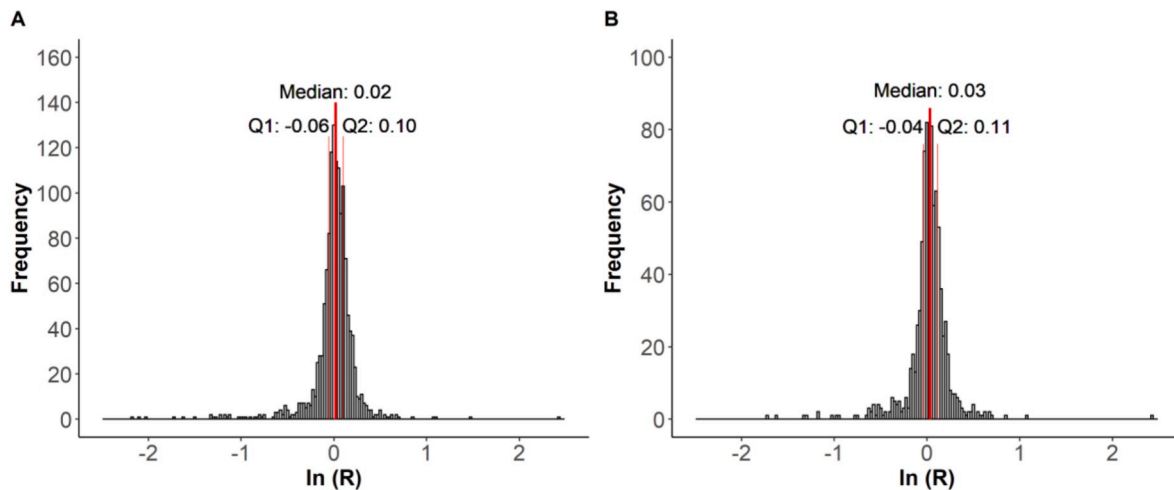 A
Frequency
160
140
120
100
80
60
40
20
0
Median: 0.02
Q1: -0.06 Q2: 0.10
-2 -1 0 1 2
ln (R)
B
Frequency
100
80
60
40
20
0
Median: 0.03
Q1: -0.04 Q2: 0.11
-2 -1 0 1 2
ln (R)